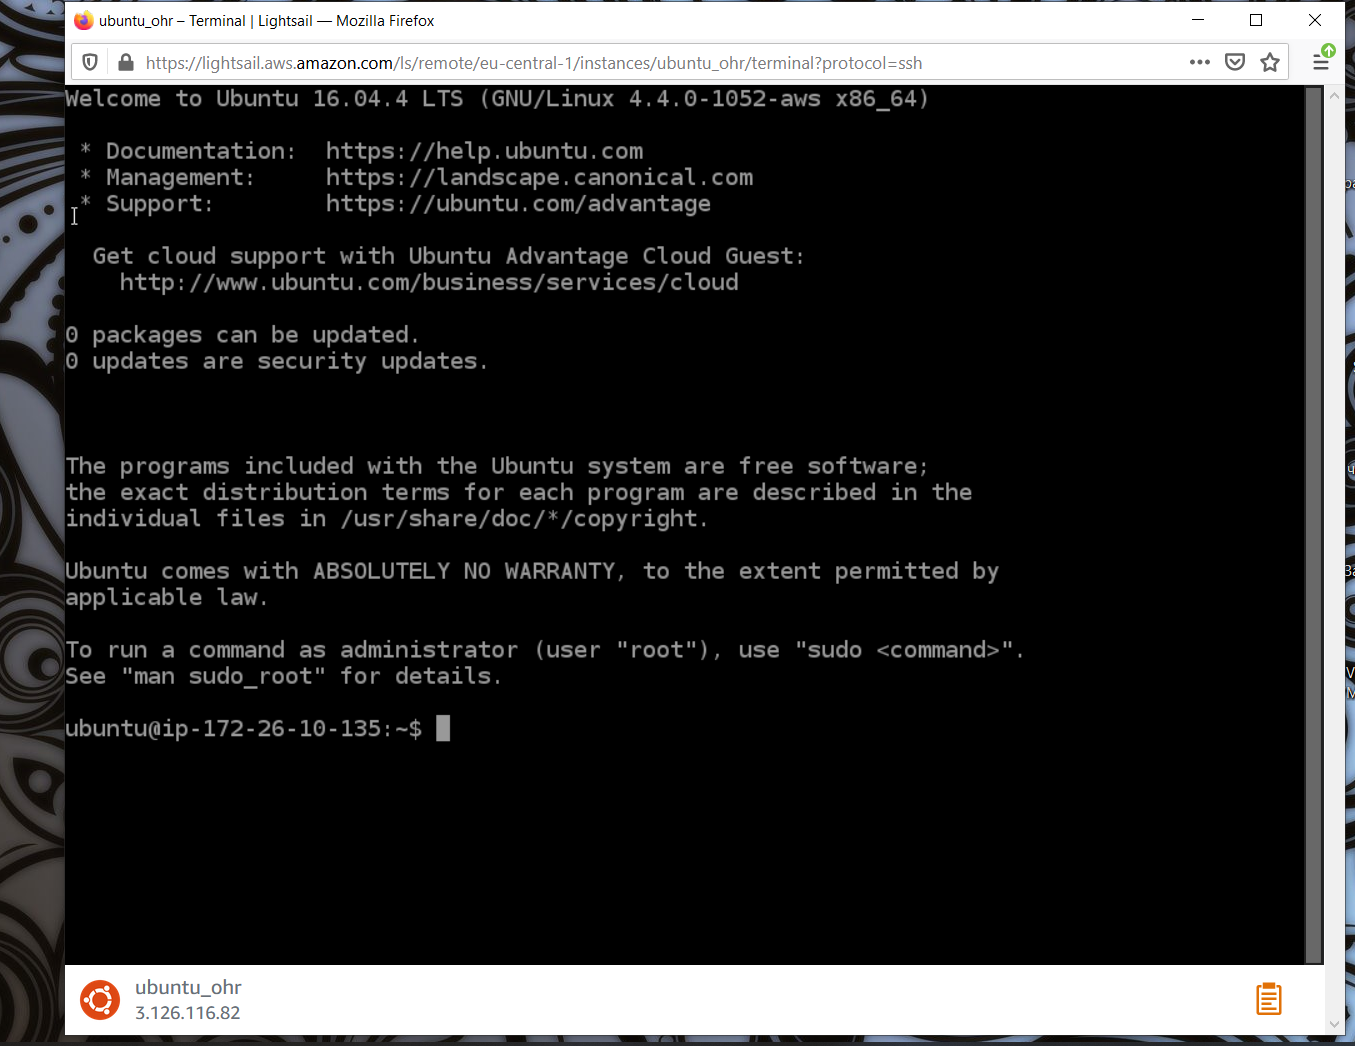 ubuntu_ohr – Terminal | Lightsail — Mozilla Firefox
https://lightsail.aws.amazon.com/ls/remote/eu-central-1/instances/ubuntu_ohr/terminal?protocol=ssh
Welcome to Ubuntu 16.04.4 LTS (GNU/Linux 4.4.0-1052-aws x86_64)
* Documentation:  https://help.ubuntu.com
* Management:     https://landscape.canonical.com
* Support:        https://ubuntu.com/advantage
Get cloud support with Ubuntu Advantage Cloud Guest:
http://www.ubuntu.com/business/services/cloud
0 packages can be updated.
0 updates are security updates.
The programs included with the Ubuntu system are free software;
the exact distribution terms for each program are described in the
individual files in /usr/share/doc/*/copyright.
Ubuntu comes with ABSOLUTELY NO WARRANTY, to the extent permitted by
applicable law.
To run a command as administrator (user "root"), use "sudo <command>".
See "man sudo_root" for details.
ubuntu@ip-172-26-10-135:~$
ubuntu_ohr
3.126.116.82